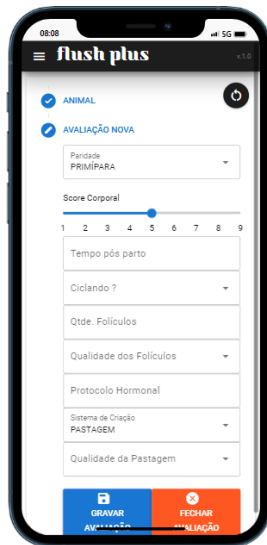 08:08
5G
flush plus
v.1.0
ANIMAL
AVALIAÇÃO NOVA
Paridade
PRIMÍPARA
Score Corporal
1 2 3 4 5 6 7 8 9
Tempo pós parto
Ciclando ?
Qtde. Folículos
Qualidade dos Folículos
Protocolo Hormonal
Sistema de Criação
PASTAGEM
Qualidade da Pastagem
GRAVAR AVALIAÇÃO
FECHAR AVALIAÇÃO